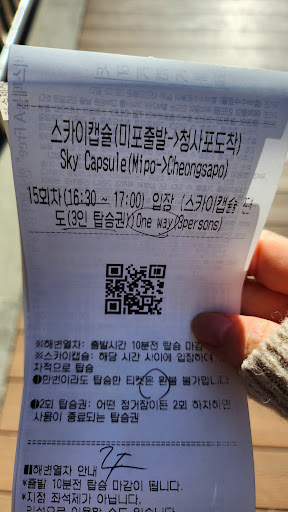 스카이캡슐(미포출발->청사포도착)
Sky Capsule(Mipo->Cheongsapo)
15회차(16:30 ~ 17:00) 입장 (스카이캡슐 편
도(3인 탑승권)(One way(3persons)
※해변열차: 출발시간 10분전 탑승 마감이
※스카이캡슐: 해당 시간 사이에 입장하여
차적으로 탑승
●한번이라도 탑승한 티켓은 환불 불가합니다
●2회 탑승권: 어떤 정거장이든 2회 하차하면
사용이 종료되는 탑승권
■해변열차 안내
*출발 10분전 탑승 마감이 됩니다.
*지정 좌석제가 아닙니다.